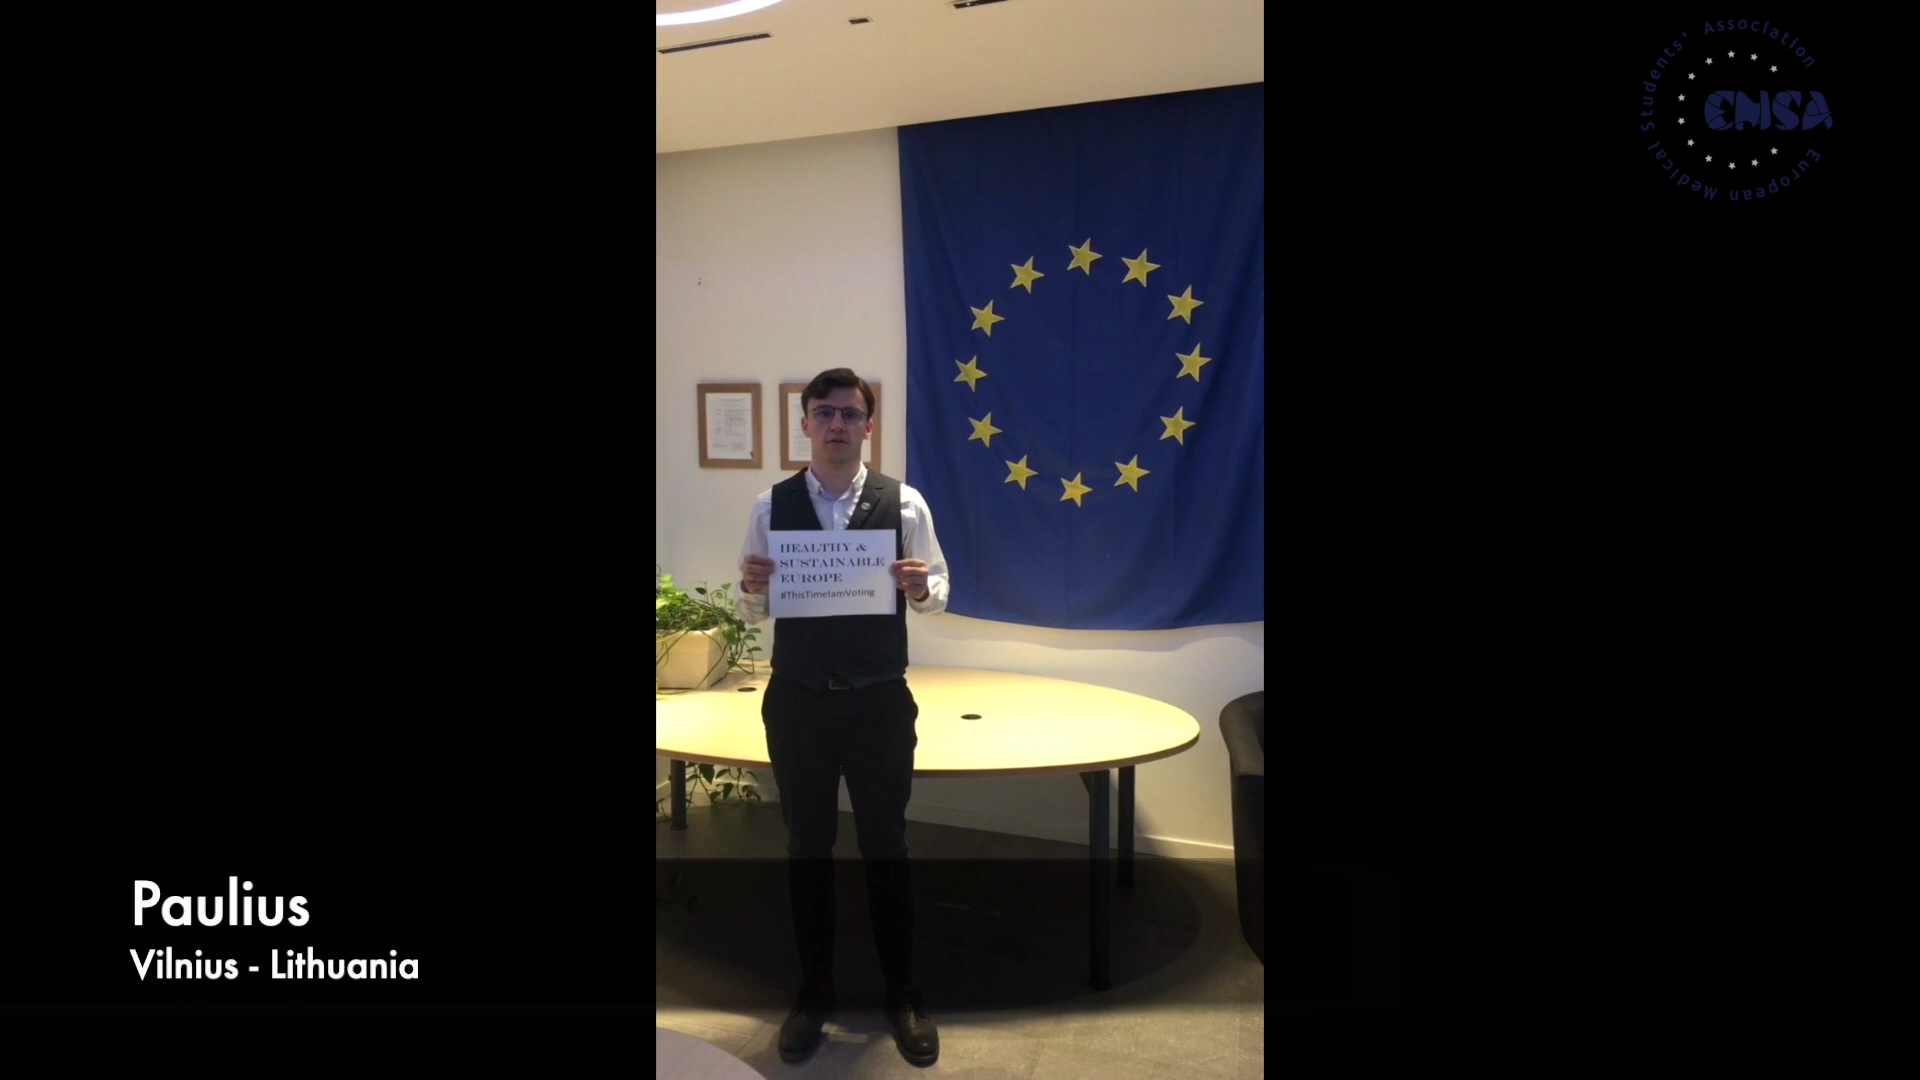 European Medical Students' Association
EMSA
HEALTHY &
SUSTAINABLE
EUROPE
#ThisTimeIamVoting
Paulius
Vilnius - Lithuania